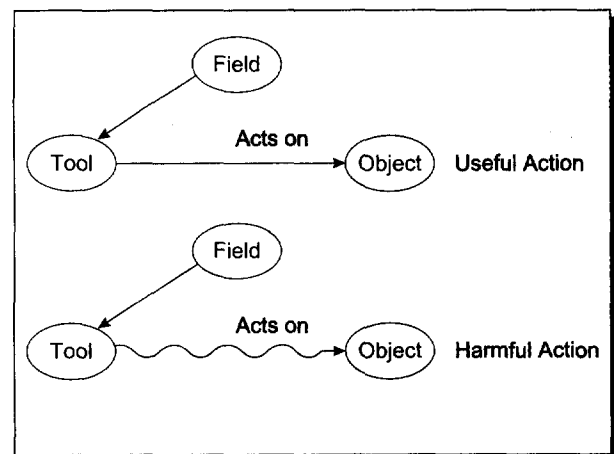 Field
Acts on
Tool
Object
Useful Action
Field
Acts on
Tool
Object
Harmful Action